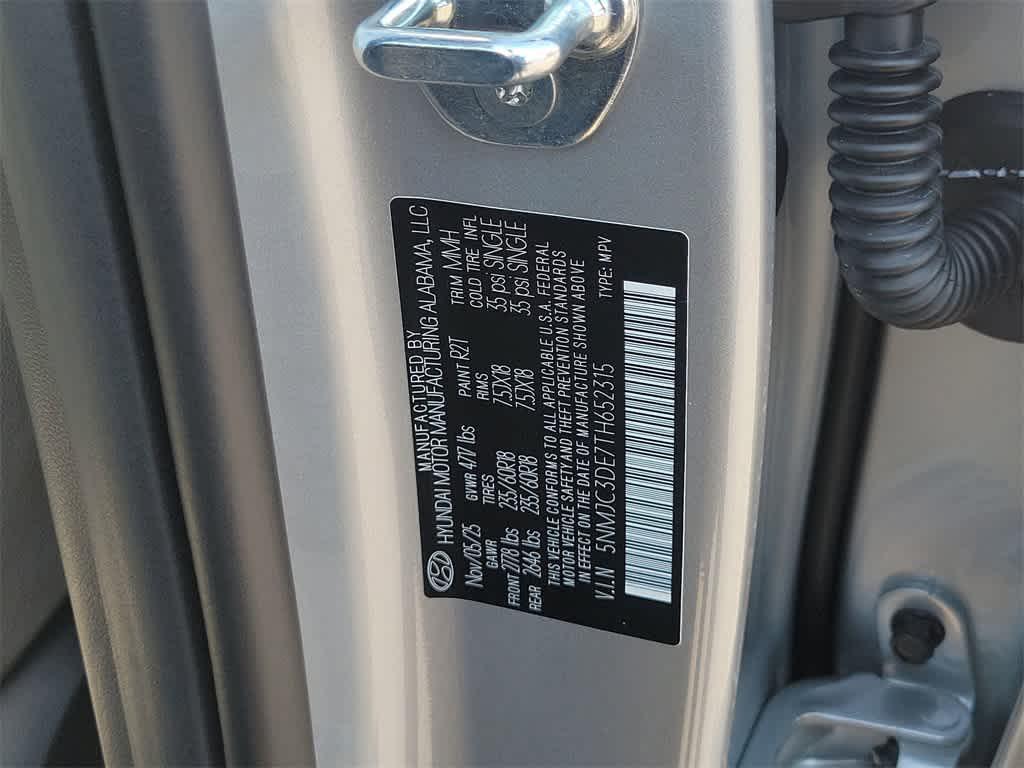 MANUFACTURED BY
HYUNDAI MOTOR MANUFACTURING ALABAMA, LLC
Nov/05/25 GVWR 4717 lbs PAINT R2T TRIM MMH
GAWR TIRES RIMS COLD TIRE INFL
FRONT 2778 lbs 235/60R18 7.5JX18 35 psi SINGLE
REAR 2646 lbs 235/60R18 7.5JX18 35 psi SINGLE
THIS VEHICLE CONFORMS TO ALL APPLICABLE U.S.A. FEDERAL
MOTOR VEHICLE SAFETY AND THEFT PREVENTION STANDARDS
IN EFFECT ON THE DATE OF MANUFACTURE SHOWN ABOVE
V.I.N 5NMJC3DE7TH652315 TYPE: MPV